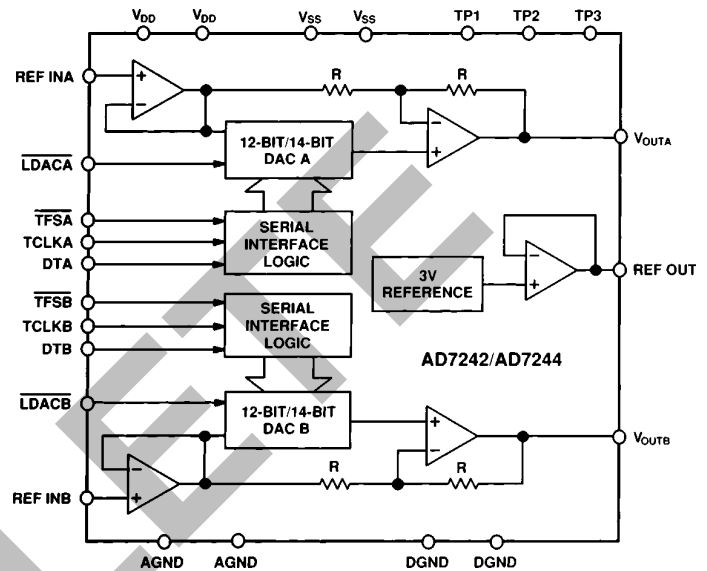 VDD VDD VSS VSS TP1 TP2 TP3
REF INA
+
−
R
R
−
+
VOUTA
LDACA
12-BIT/14-BIT
DAC A
TFSA
TCLKA
DTA
SERIAL
INTERFACE
LOGIC
3V
REFERENCE
−
+
REF OUT
TFSB
TCLKB
DTB
SERIAL
INTERFACE
LOGIC
AD7242/AD7244
LDACB
12-BIT/14-BIT
DAC B
+
−
VOUTB
−
+
R
R
REF INB
AGND AGND DGND DGND
LETE